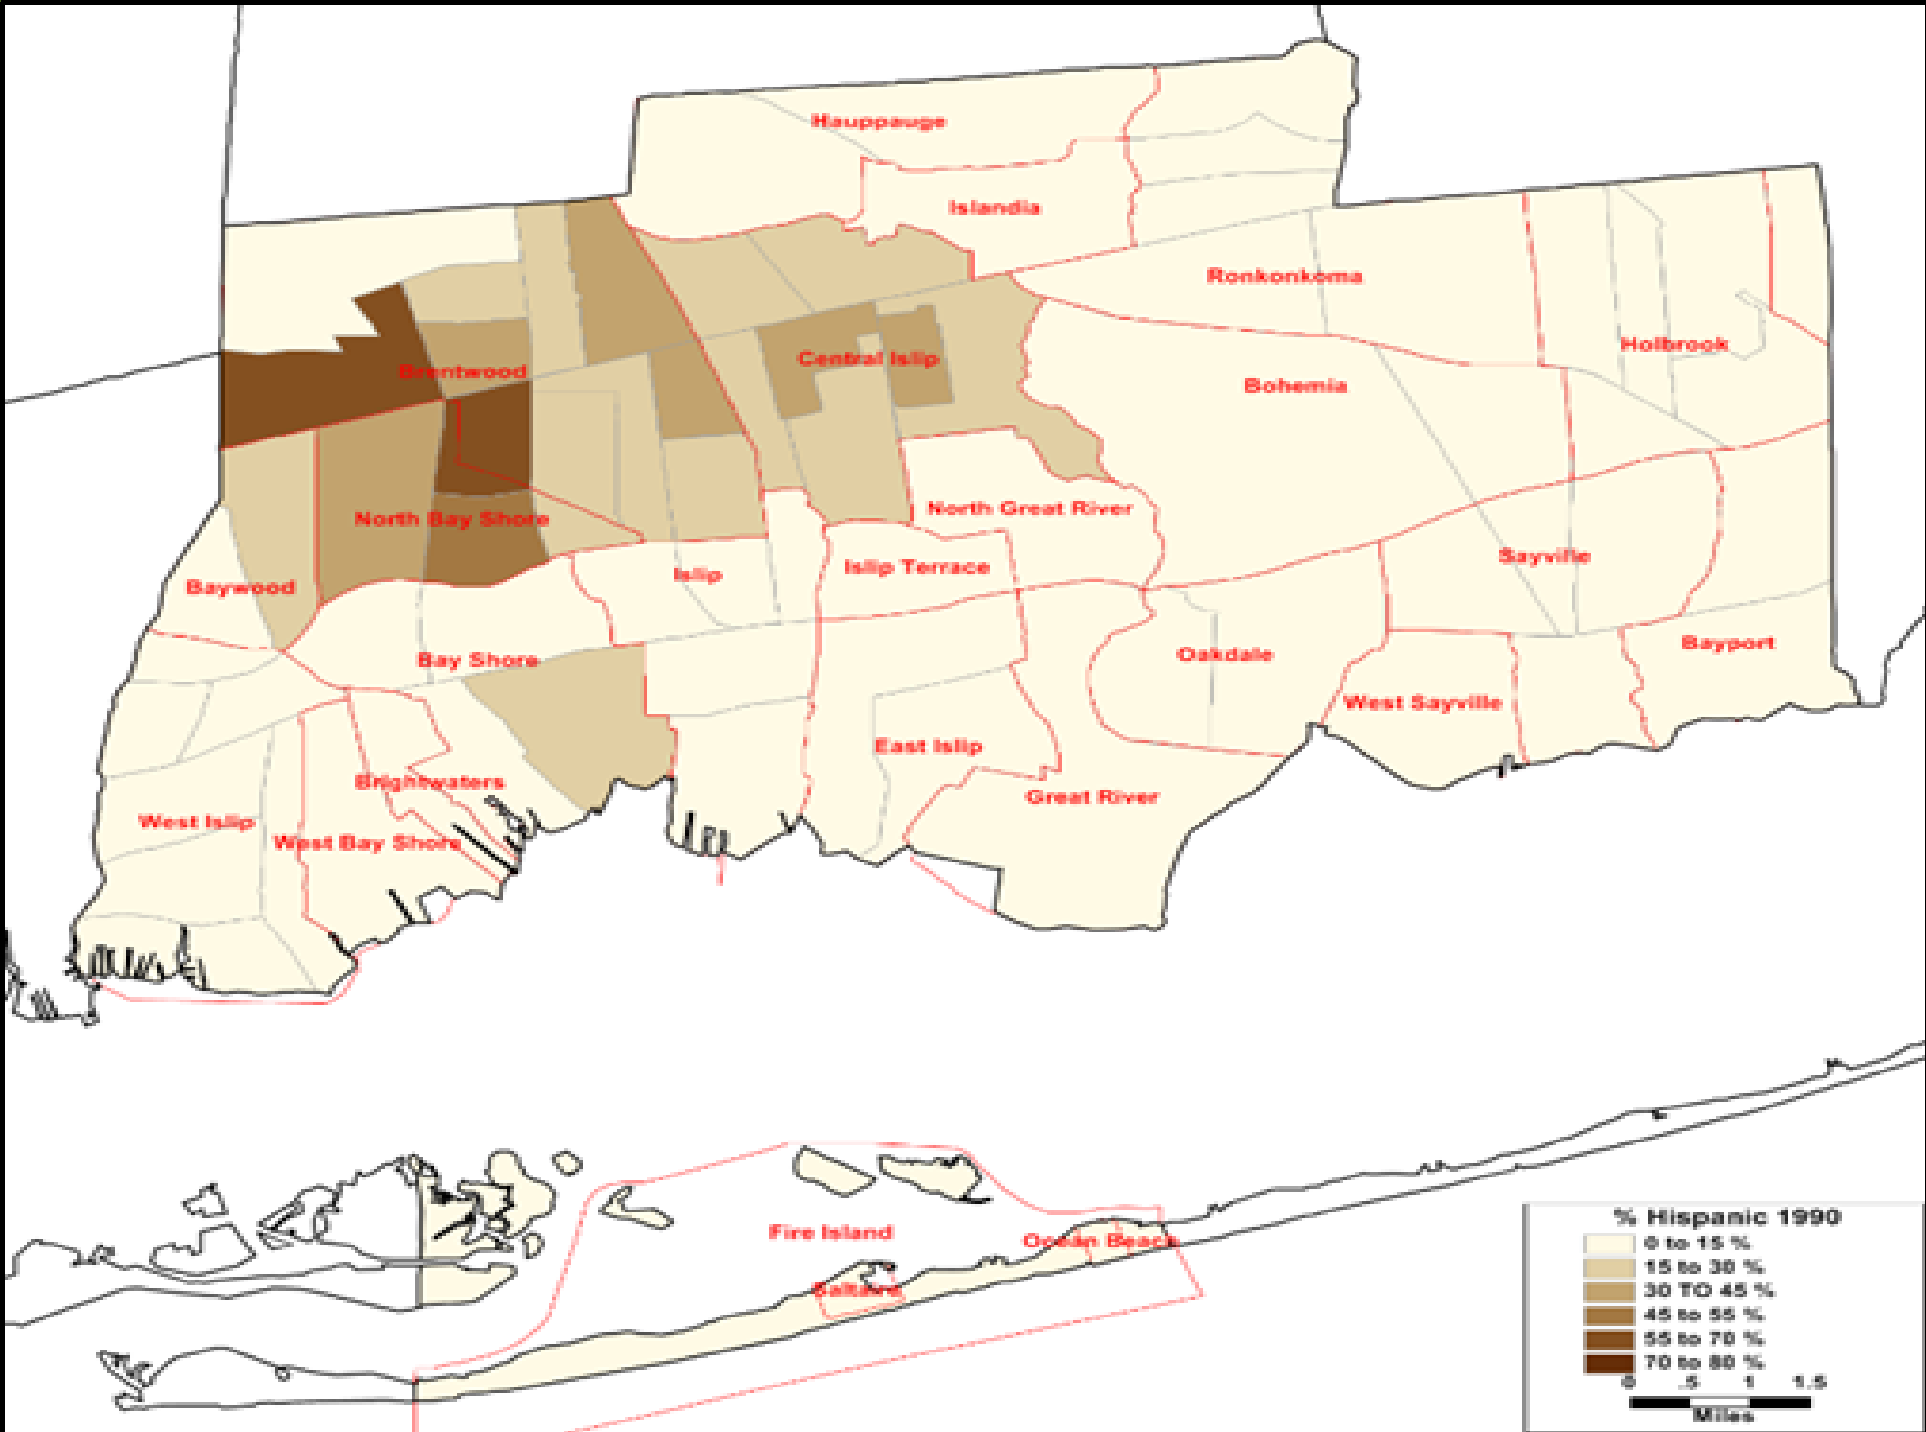 Hauppauge
Islandia
Ronkonkoma
Holbrook
Brentwood
Central Islip
Bohemia
North Bay Shore
North Great River
Sayville
Baywood
Islip
Islip Terrace
Bay Shore
Oakdale
Bayport
West Sayville
East Islip
Brightwaters
Great River
West Islip
West Bay Shore
Fire Island
Ocean Beach
Saltaire
% Hispanic 1990
0 to 15 %
15 to 30 %
30 TO 45 %
45 to 55 %
55 to 70 %
70 to 80 %
0 .5 1 1.5
Miles